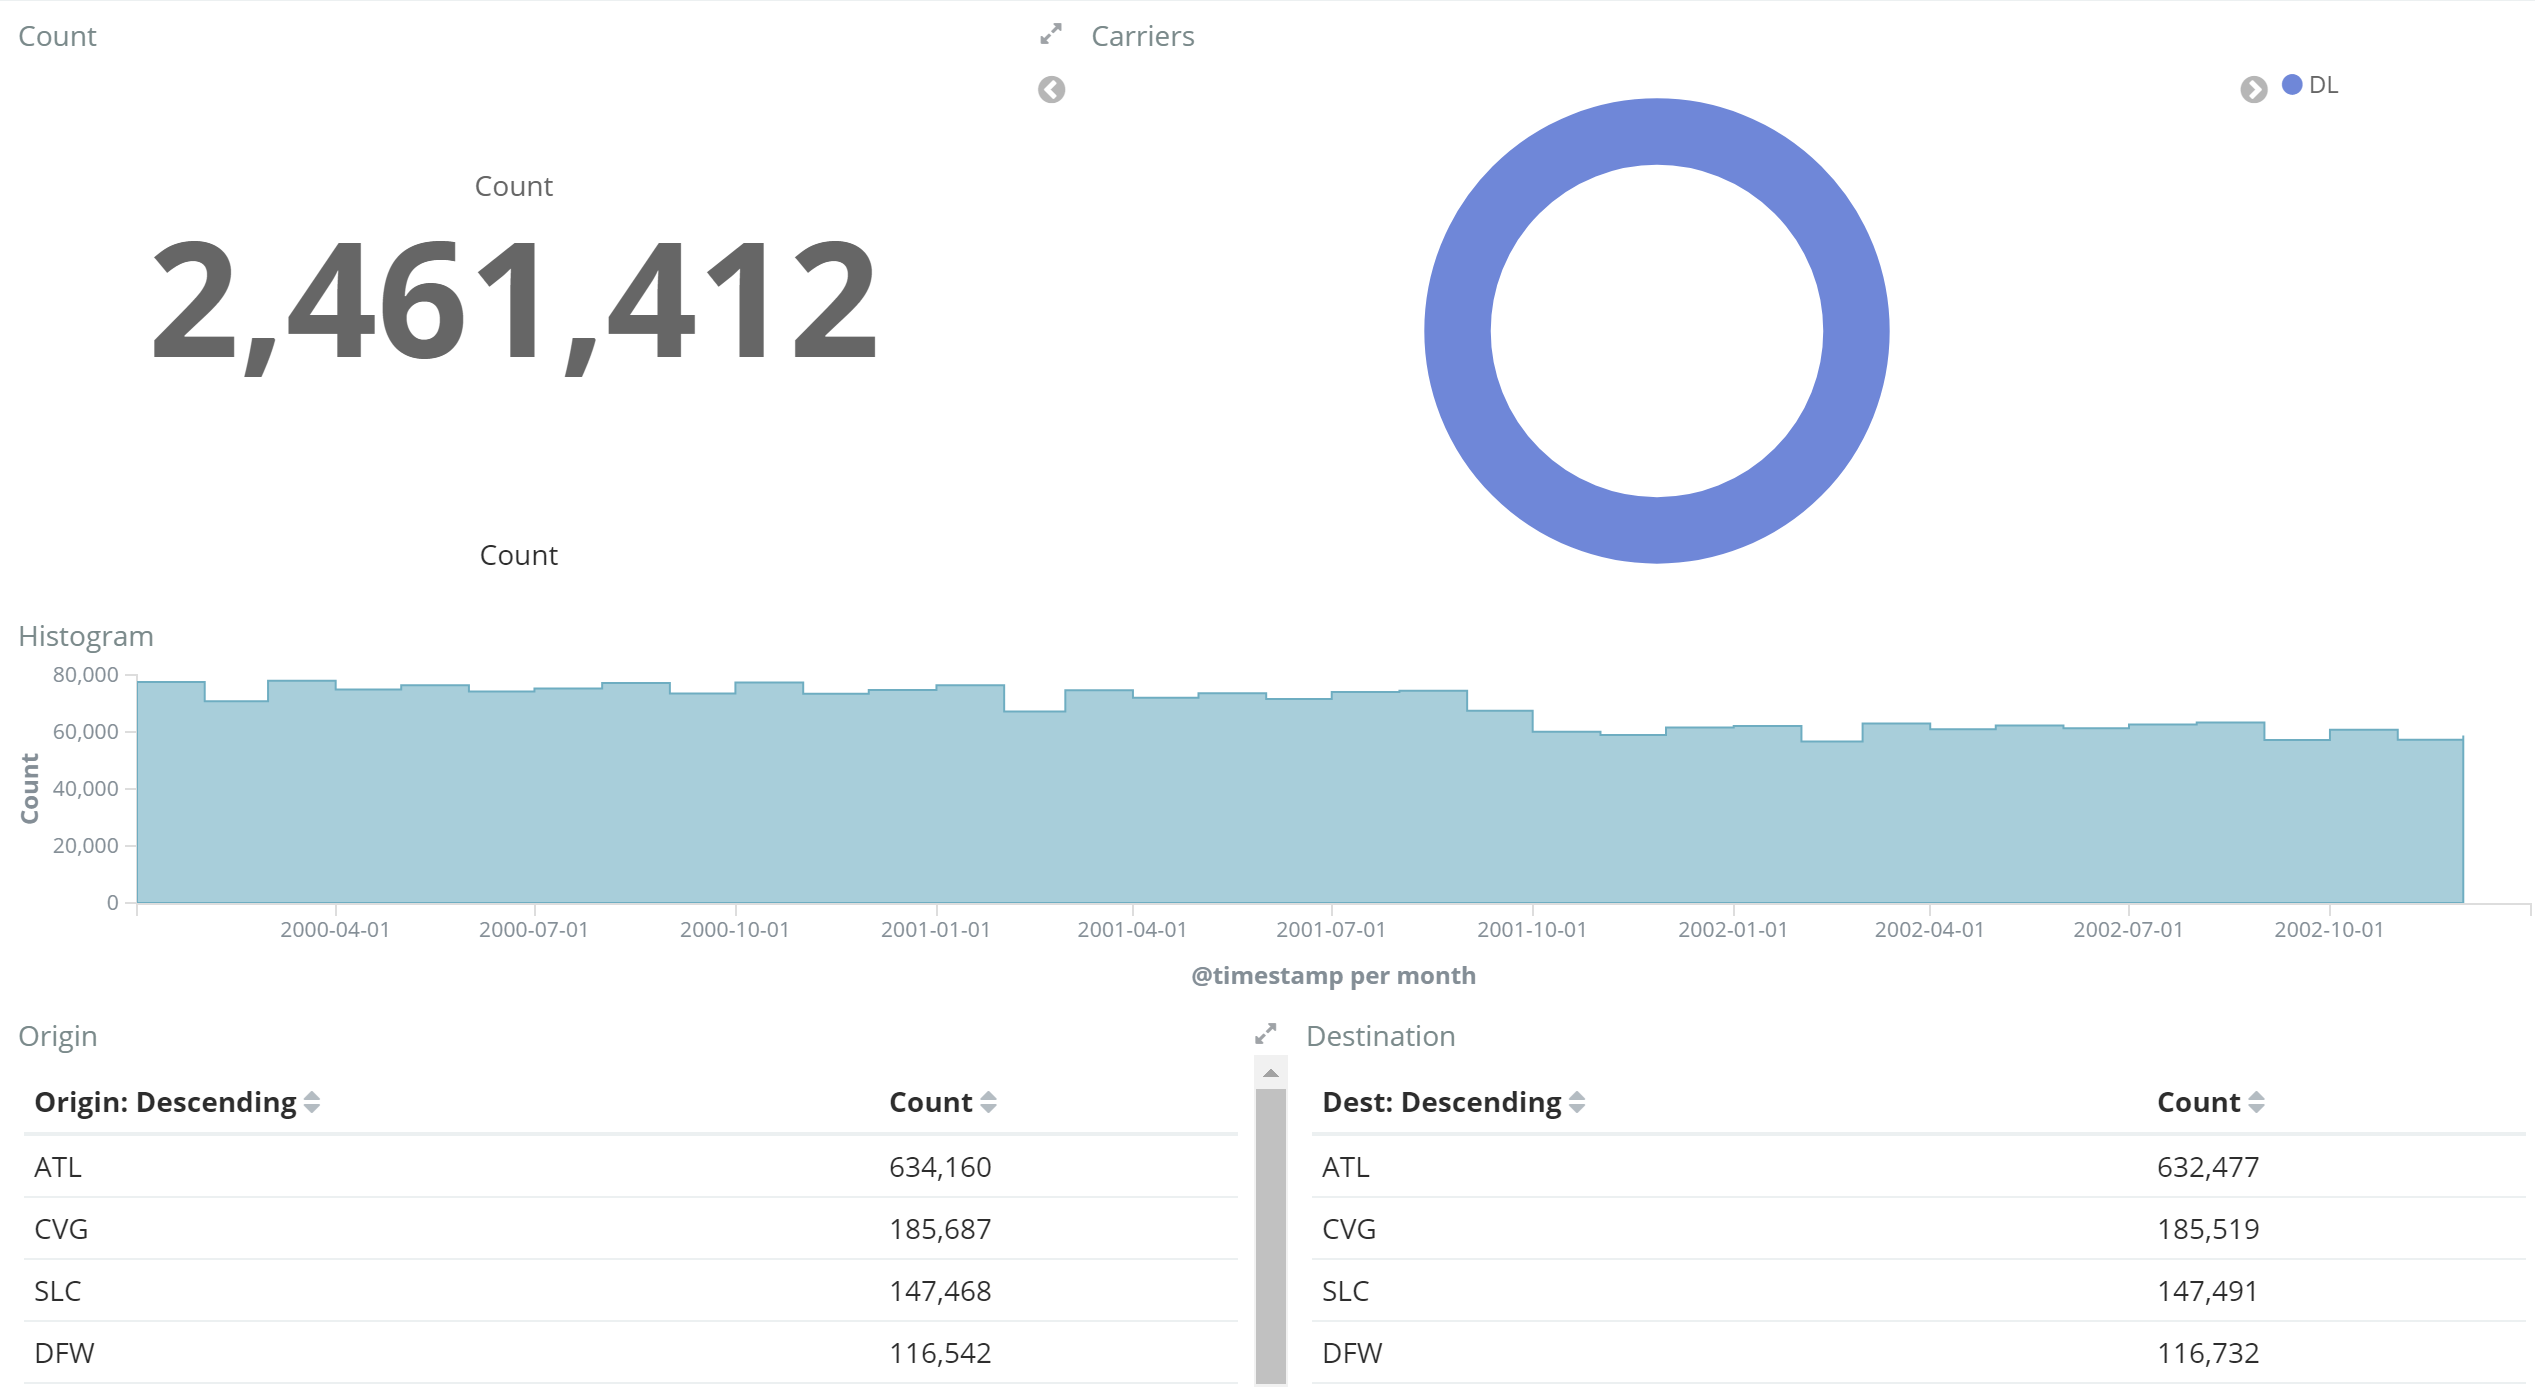 Count
Carriers
DL
Count
2,461,412
Count
Histogram
80,000
60,000
40,000
20,000
0
Count
2000-04-01 2000-07-01 2000-10-01 2001-01-01 2001-04-01 2001-07-01 2001-10-01 2002-01-01 2002-04-01 2002-07-01 2002-10-01
@timestamp per month
Origin
Origin: Descending Count
ATL 634,160
CVG 185,687
SLC 147,468
DFW 116,542
Destination
Dest: Descending Count
ATL 632,477
CVG 185,519
SLC 147,491
DFW 116,732